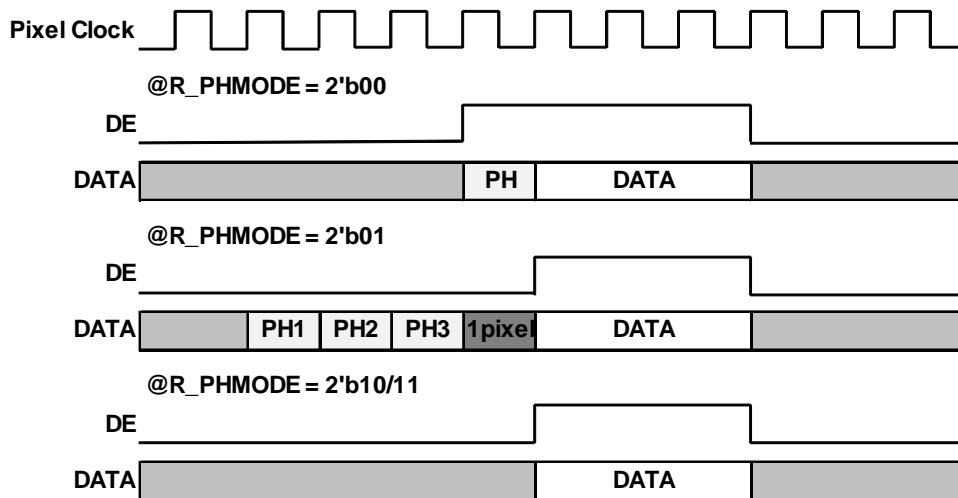 Pixel Clock
@R_PHMODE = 2'b00
DE
DATA PH DATA
@R_PHMODE = 2'b01
DE
DATA PH1 PH2 PH3 1pixel DATA
@R_PHMODE = 2'b10/11
DE
DATA DATA